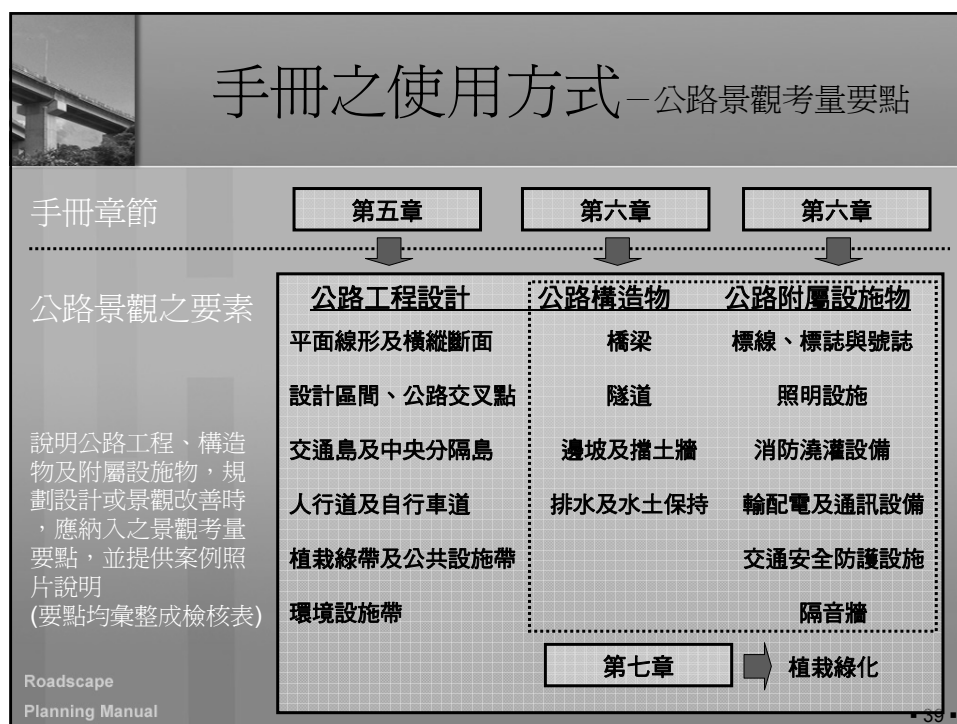 手冊之使用方式－公路景觀考量要點
手冊章節
第五章
第六章
第六章
公路景觀之要素
公路工程設計
公路構造物
公路附屬設施物
平面線形及橫縱斷面
橋梁
標線、標誌與號誌
設計區間、公路交叉點
隧道
照明設施
交通島及中央分隔島
邊坡及擋土牆
消防澆灌設備
人行道及自行車道
排水及水土保持
輸配電及通訊設備
植栽綠帶及公共設施帶
交通安全防護設施
環境設施帶
隔音牆
說明公路工程、構造
物及附屬設施物，規
劃設計或景觀改善時
，應納入之景觀考量
要點，並提供案例照
片說明
(要點均彙整成檢核表)
第七章
植栽綠化
Roadscape
Planning Manual
▪ 39 ▪